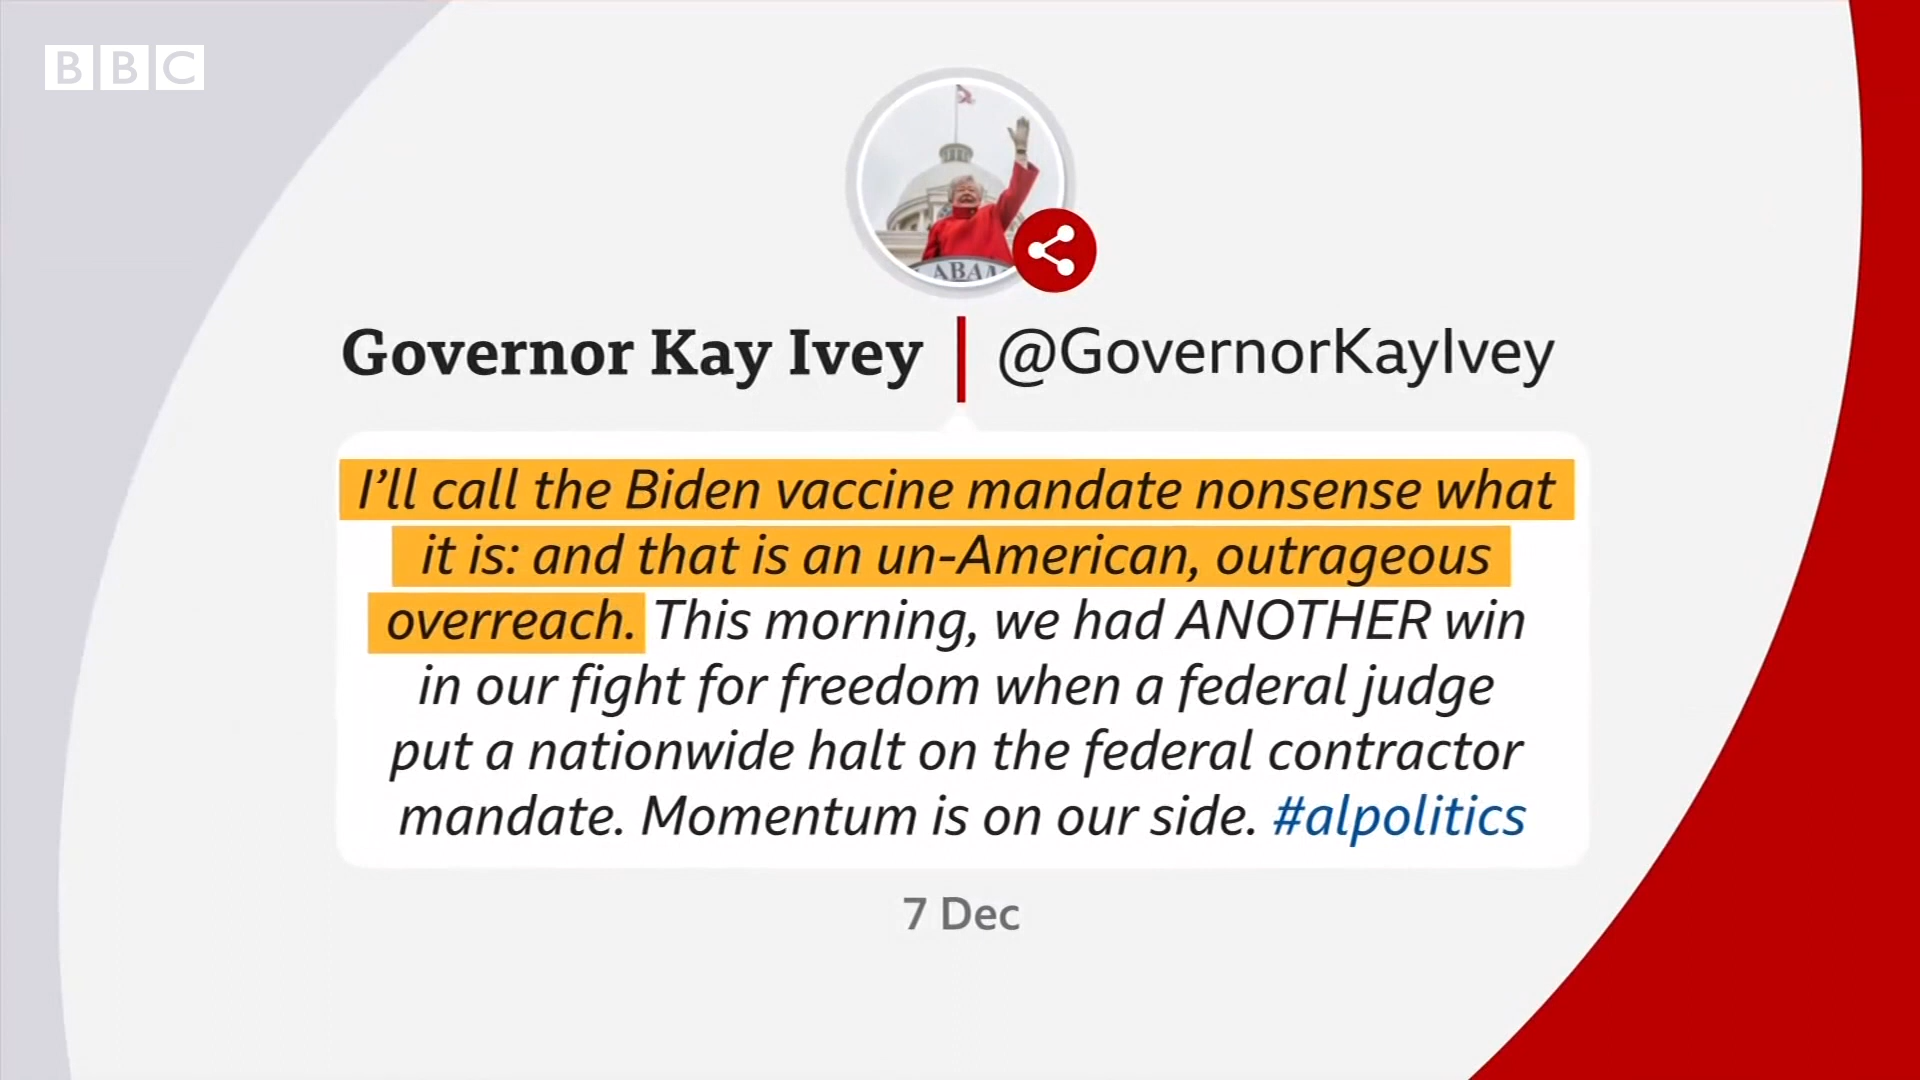 BBC
ABAM
Governor Kay Ivey | @GovernorKayIvey
I'll call the Biden vaccine mandate nonsense what
it is: and that is an un-American, outrageous
overreach. This morning, we had ANOTHER win
in our fight for freedom when a federal judge
put a nationwide halt on the federal contractor
mandate. Momentum is on our side. #alpolitics
7 Dec